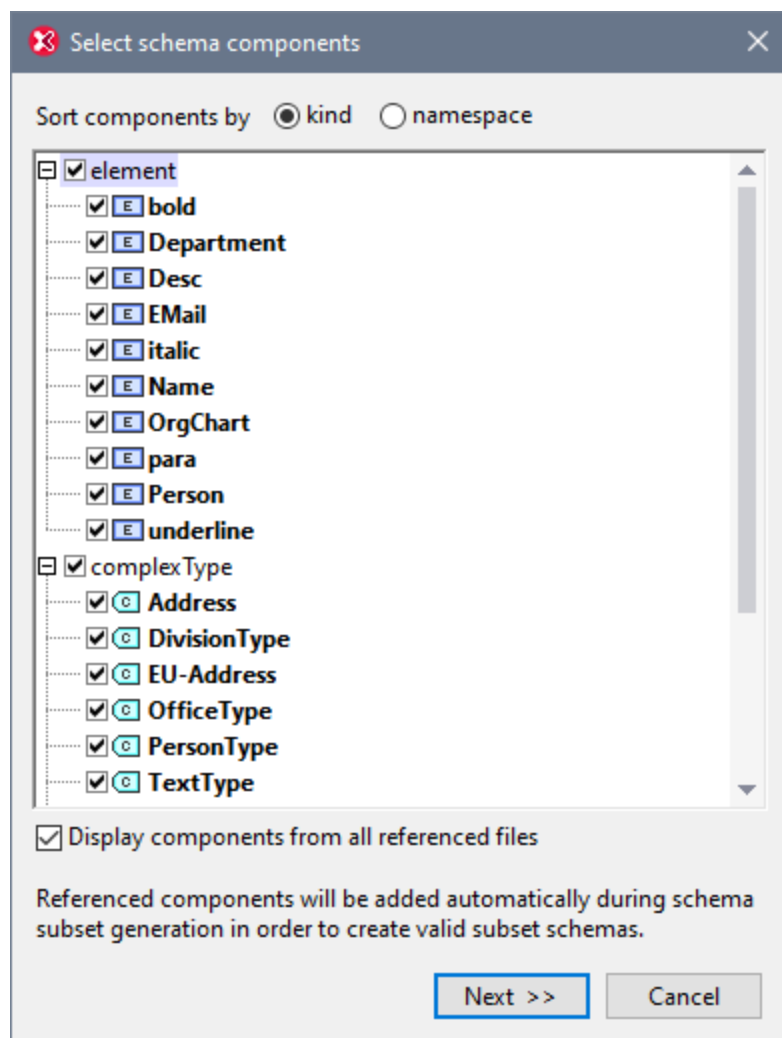 Select schema components
Sort components by kind namespace
element
E bold
E Department
E Desc
E EMail
E italic
E Name
E OrgChart
E para
E Person
E underline
complexType
C Address
C DivisionType
C EU-Address
C OfficeType
C PersonType
C TextType
Display components from all referenced files
Referenced components will be added automatically during schema
subset generation in order to create valid subset schemas.
Next >> Cancel